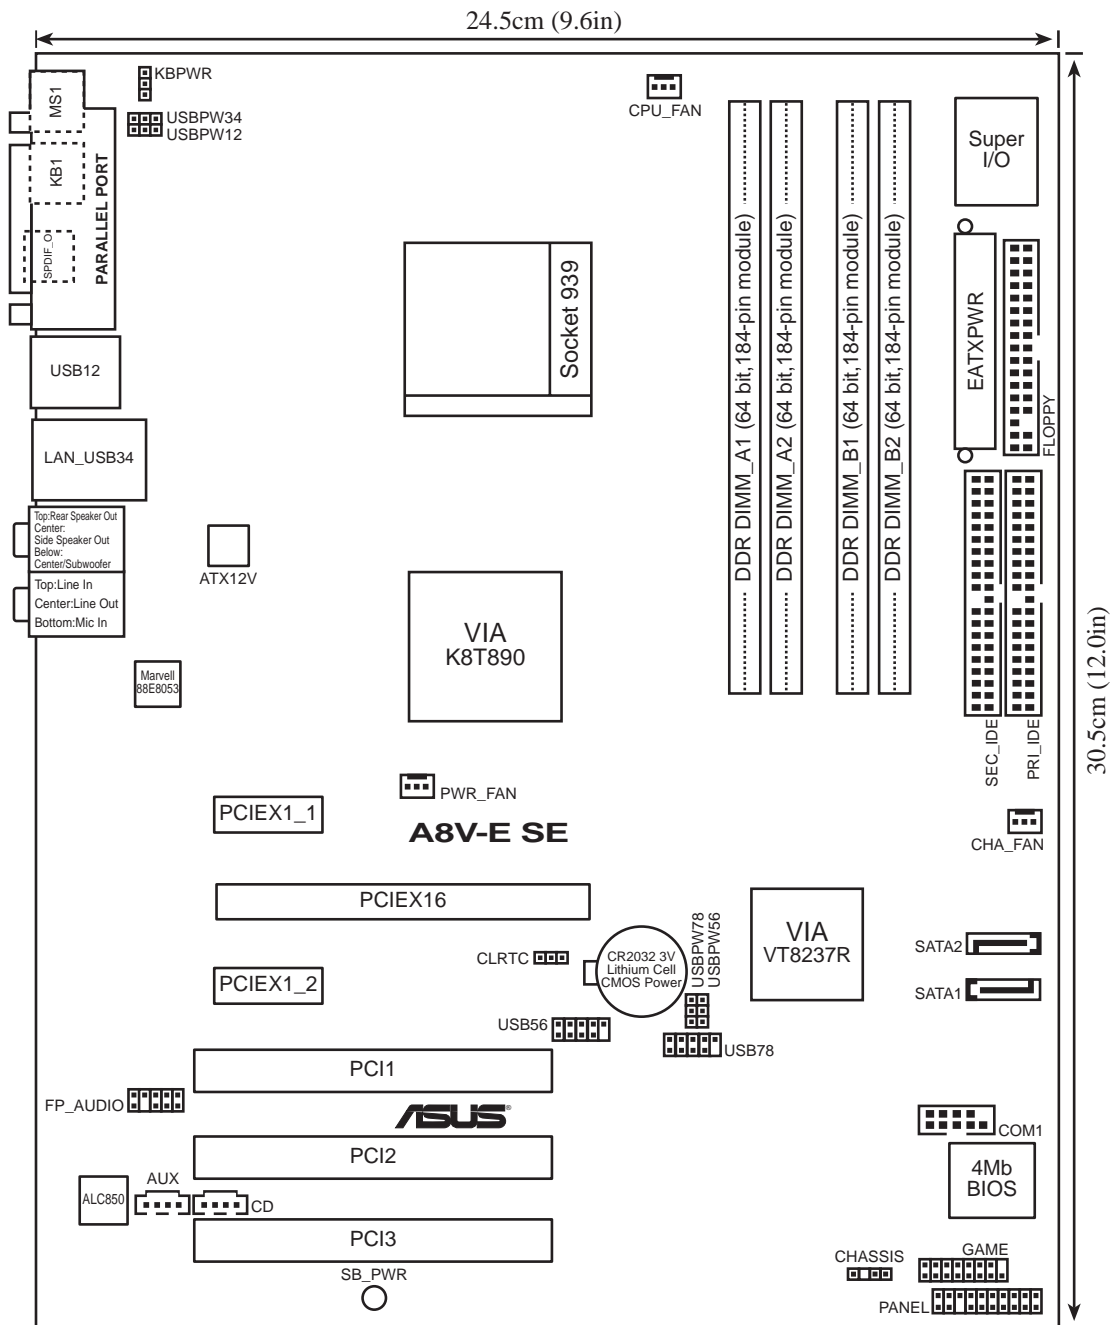 24.5cm (9.6in)
KBPWR
MS1
USBPW34
USBPW12
CPU_FAN
Super
I/O
KB1
PARALLEL PORT
SPDIF_O
Socket 939
DDR DIMM_A1 (64 bit,184-pin module)
DDR DIMM_A2 (64 bit,184-pin module)
DDR DIMM_B1 (64 bit,184-pin module)
DDR DIMM_B2 (64 bit,184-pin module)
EATXPWR
FLOPPY
USB12
LAN_USB34
Top:Rear Speaker Out
Center:
Side Speaker Out
Below:
Center/Subwoofer
Top:Line In
Center:Line Out
Bottom:Mic In
ATX12V
VIA
K8T890
Marvell
88E8053
SEC_IDE
PRI_IDE
30.5cm (12.0in)
PWR_FAN
PCIEX1_1
A8V-E SE
CHA_FAN
PCIEX16
CLRTC
CR2032 3V
Lithium Cell
CMOS Power
USBPW78
USBPW56
VIA
VT8237R
SATA2
SATA1
PCIEX1_2
USB56
USB78
PCI1
FP_AUDIO
ASUS®
COM1
PCI2
4Mb
BIOS
AUX
ALC850
CD
PCI3
CHASSIS
GAME
SB_PWR
PANEL